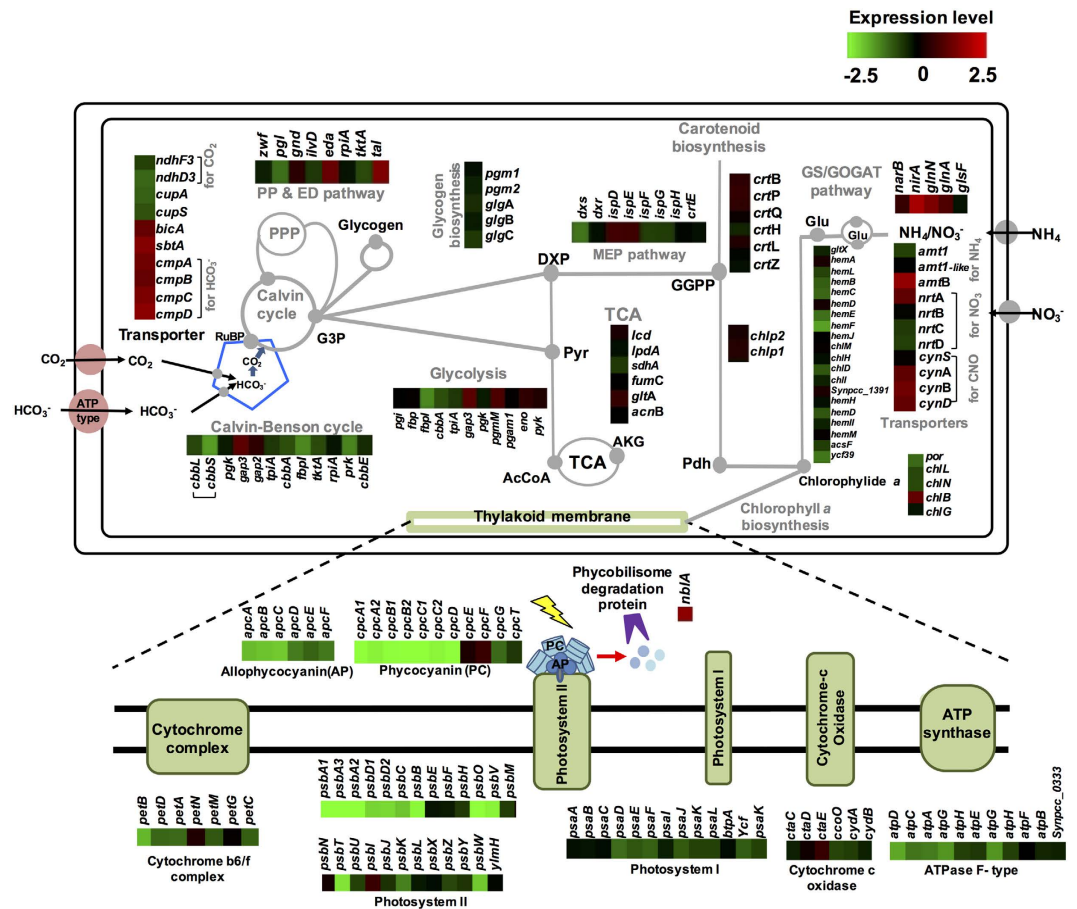 Expression level
-2.5 0 2.5
ndhF3
ndhD3
cupA
cupS
bicA
sbtA
cmpA
cmpB
cmpC
cmpD
for CO2
for HCO3-
Transporter
zwf
pgl
gnd
ilvD
eda
rpiA
tktA
tal
PP & ED pathway
PPP
Glycogen
Calvin
cycle
RuBP
G3P
CO2
CO2
CO2
HCO3-
HCO3-
HCO3-
ATP
type
Glycogen
biosynthesis
pgm1
pgm2
glgA
glgB
glgC
dxs
dxr
ispD
ispE
ispF
ispG
ispH
crtE
MEP pathway
DXP
Carotenoid
biosynthesis
crtB
crtP
crtQ
crtH
crtL
crtZ
GGPP
chlp2
chlp1
TCA
lcd
lpdA
sdhA
fumC
gltA
acnB
Pyr
Glycolysis
pgi
fbp
fbpI
cbbA
tpiA
gap3
pgk
pgmM
pgam1
eno
pyk
AKG
TCA
AcCoA
Pdh
Calvin-Benson cycle
cbbL
cbbS
pgk
gap3
gap2
tpiA
cbbA
fbpI
tktA
rpiA
prk
cbbE
GS/GOGAT
pathway
narB
nirA
glnN
glnA
glsF
Glu
Glu
NH4/NO3-
NH4
NO3-
gltX
hemA
hemL
hemB
hemC
hemD
hemE
hemF
hemJ
chlM
chlH
chlD
chlI
Synpcc_1391
hemH
hemD
hemII
hemM
acsF
ycf39
amt1
amt1-like
amtB
nrtA
nrtB
nrtC
nrtD
cynS
cynA
cynB
cynD
for NH4
for NO3
for CNO
Transporters
Chlorophylide a
por
chlL
chlN
chlB
chlG
Chlorophyll a
biosynthesis
Thylakoid membrane
apcA
apcB
apcC
apcD
apcE
apcF
Allophycocyanin(AP)
cpcA1
cpcA2
cpcB1
cpcB2
cpcC1
cpcC2
cpcD
cpcE
cpcF
cpcG
cpcT
Phycocyanin (PC)
Phycobilisome
degradation
protein
nblA
PC
AP
Cytochrome
complex
Photosystem II
Photosystem I
Cytochrome-c
Oxidase
ATP
synthase
petB
petD
petA
petN
petM
petG
petC
Cytochrome b6/f
complex
psbA1
psbA3
psbA2
psbD1
psbD2
psbC
psbB
psbE
psbF
psbH
psbO
psbV
psbM
psbN
psbT
psbU
psbI
psbJ
psbK
psbL
psbX
psbZ
psbY
psbW
ylmH
Photosystem II
psaA
psaB
psaC
psaD
psaE
psaF
psaI
psaJ
psaK
psaL
btpA
Ycf
psaK
Photosystem I
ctaC
ctaD
ctaE
ccoO
cydA
cydB
Cytochrome c
oxidase
atpD
atpC
atpA
atpG
atpH
atpE
atpG
atpH
atpF
atpB
Synpcc_0333
ATPase F- type